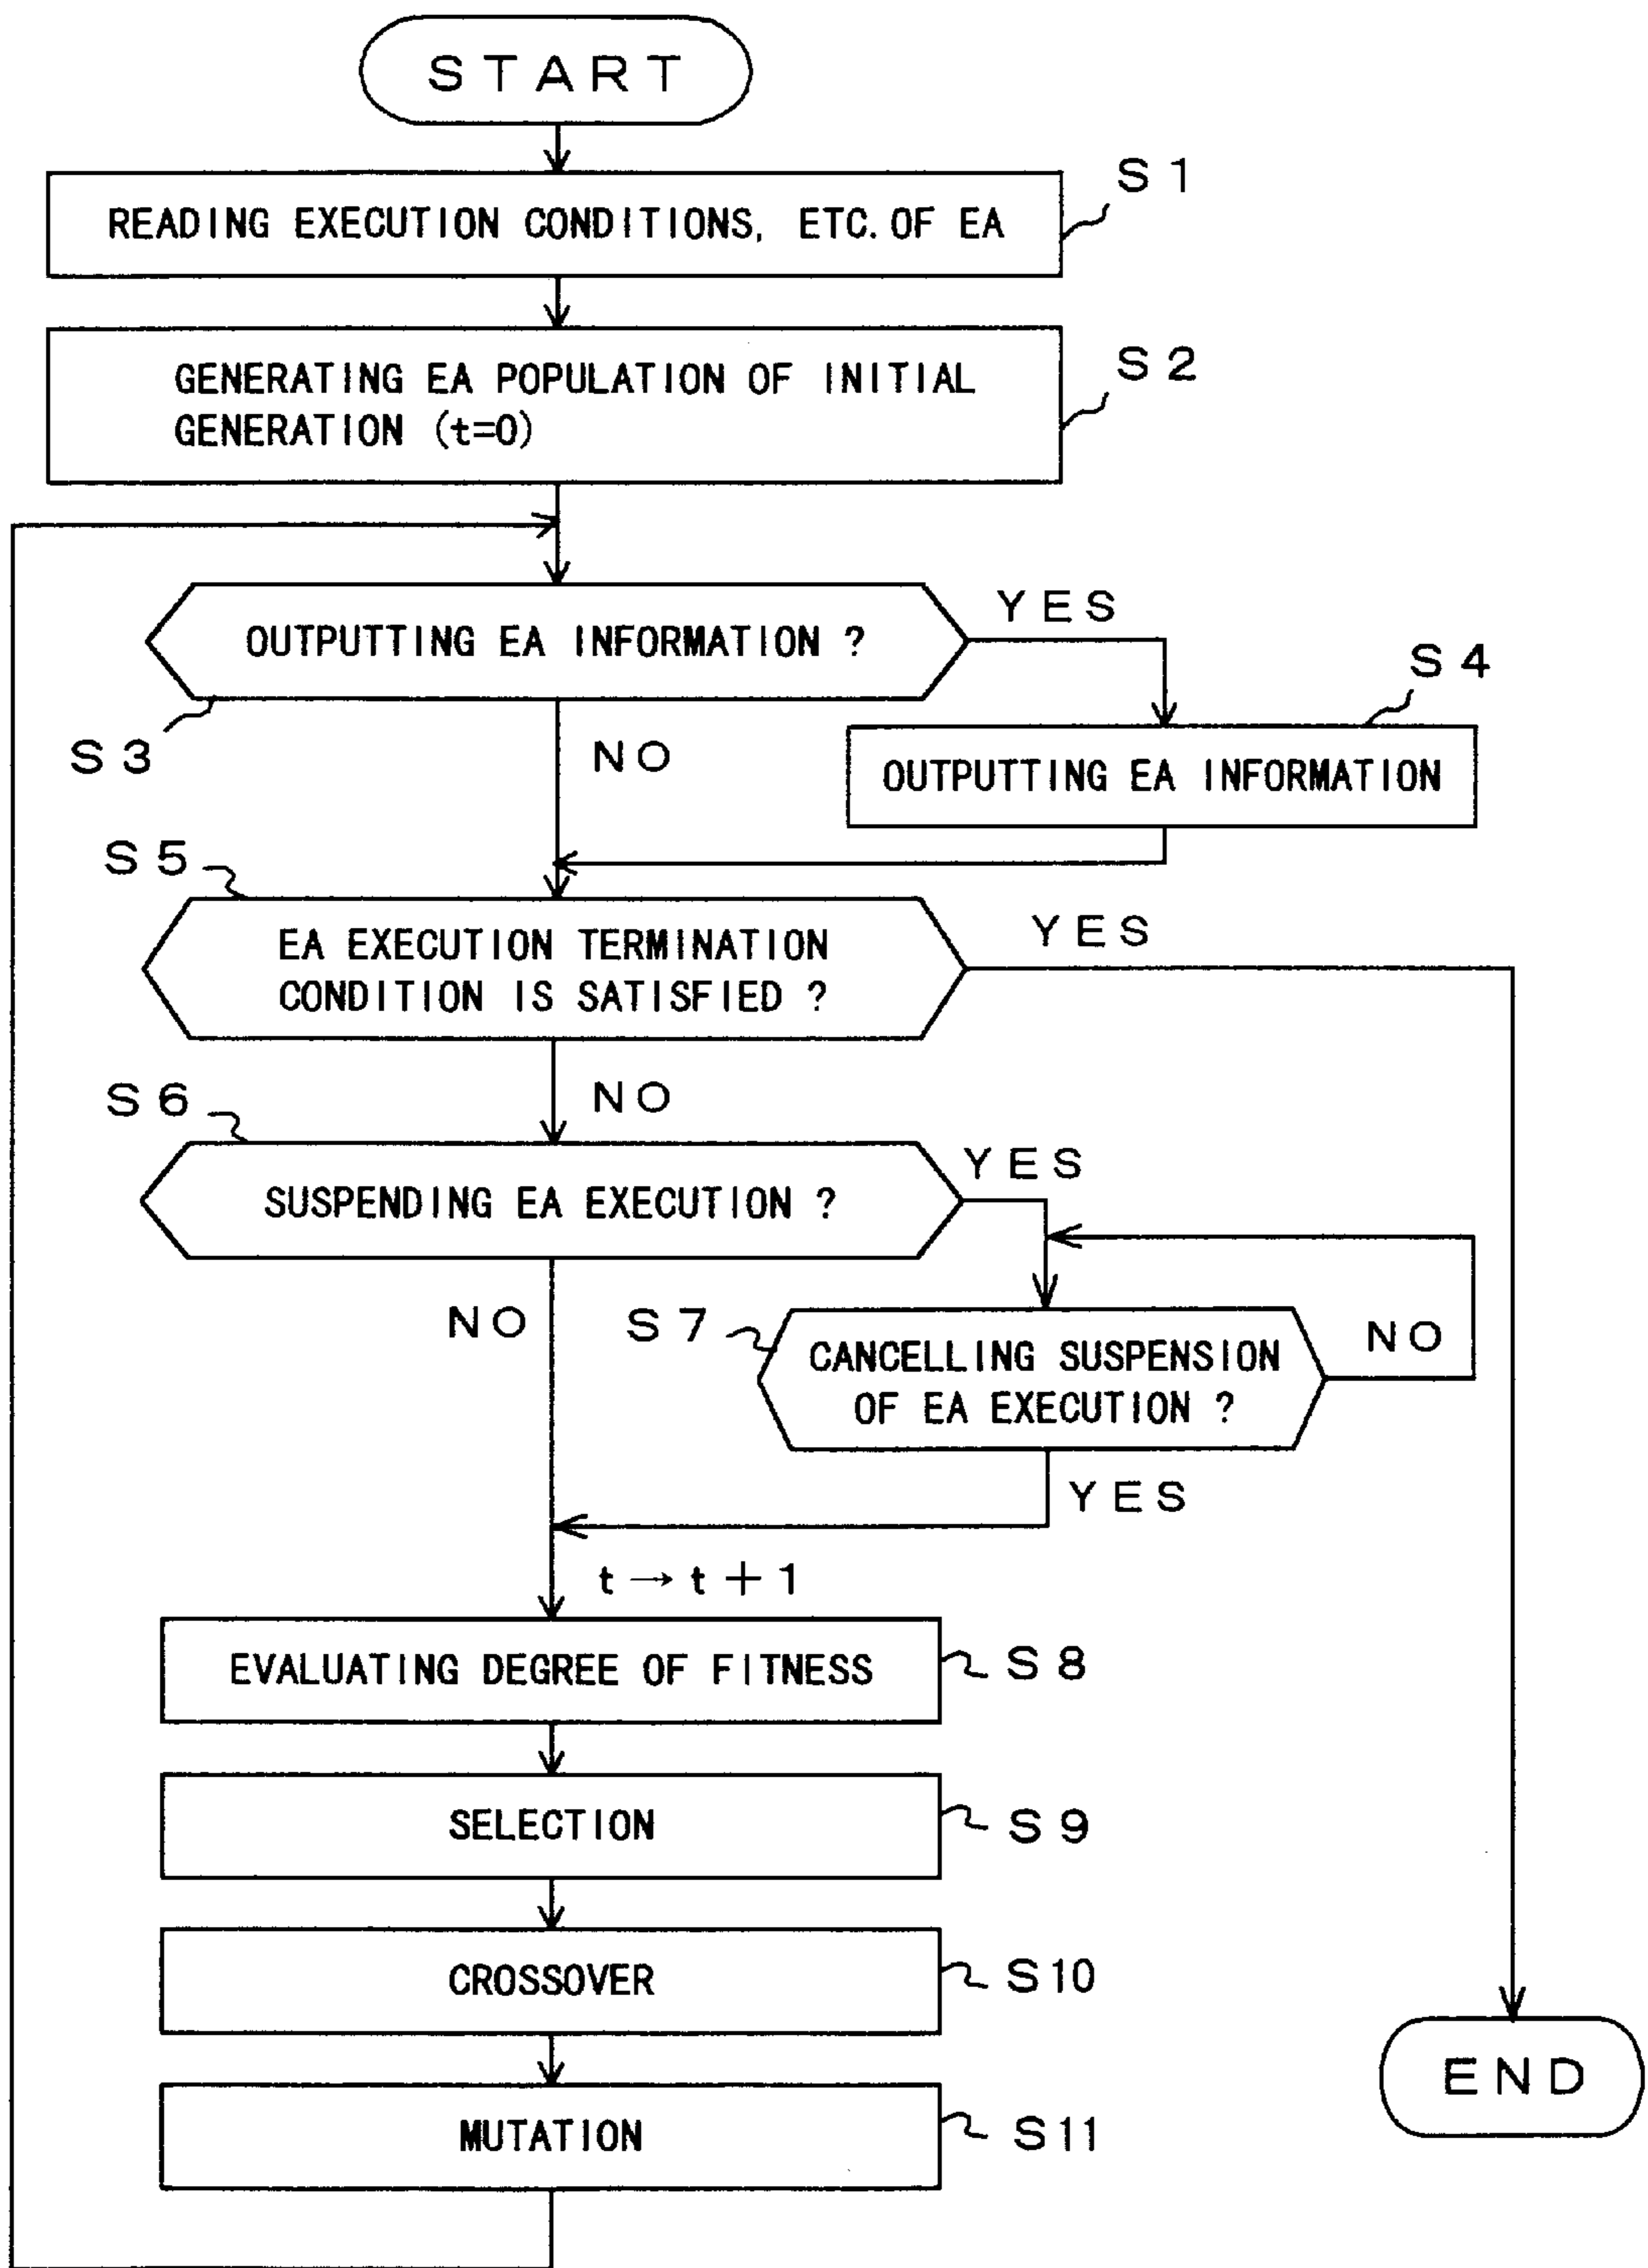 START
S1
READING EXECUTION CONDITIONS, ETC. OF EA
S2
GENERATING EA POPULATION OF INITIAL
GENERATION (t=0)
OUTPUTTING EA INFORMATION ?
YES
S3
NO
S4
OUTPUTTING EA INFORMATION
S5
EA EXECUTION TERMINATION
CONDITION IS SATISFIED ?
YES
NO
S6
SUSPENDING EA EXECUTION ?
YES
NO
S7
CANCELLING SUSPENSION
OF EA EXECUTION ?
NO
YES
t→t+1
EVALUATING DEGREE OF FITNESS
S8
SELECTION
S9
CROSSOVER
S10
MUTATION
S11
END